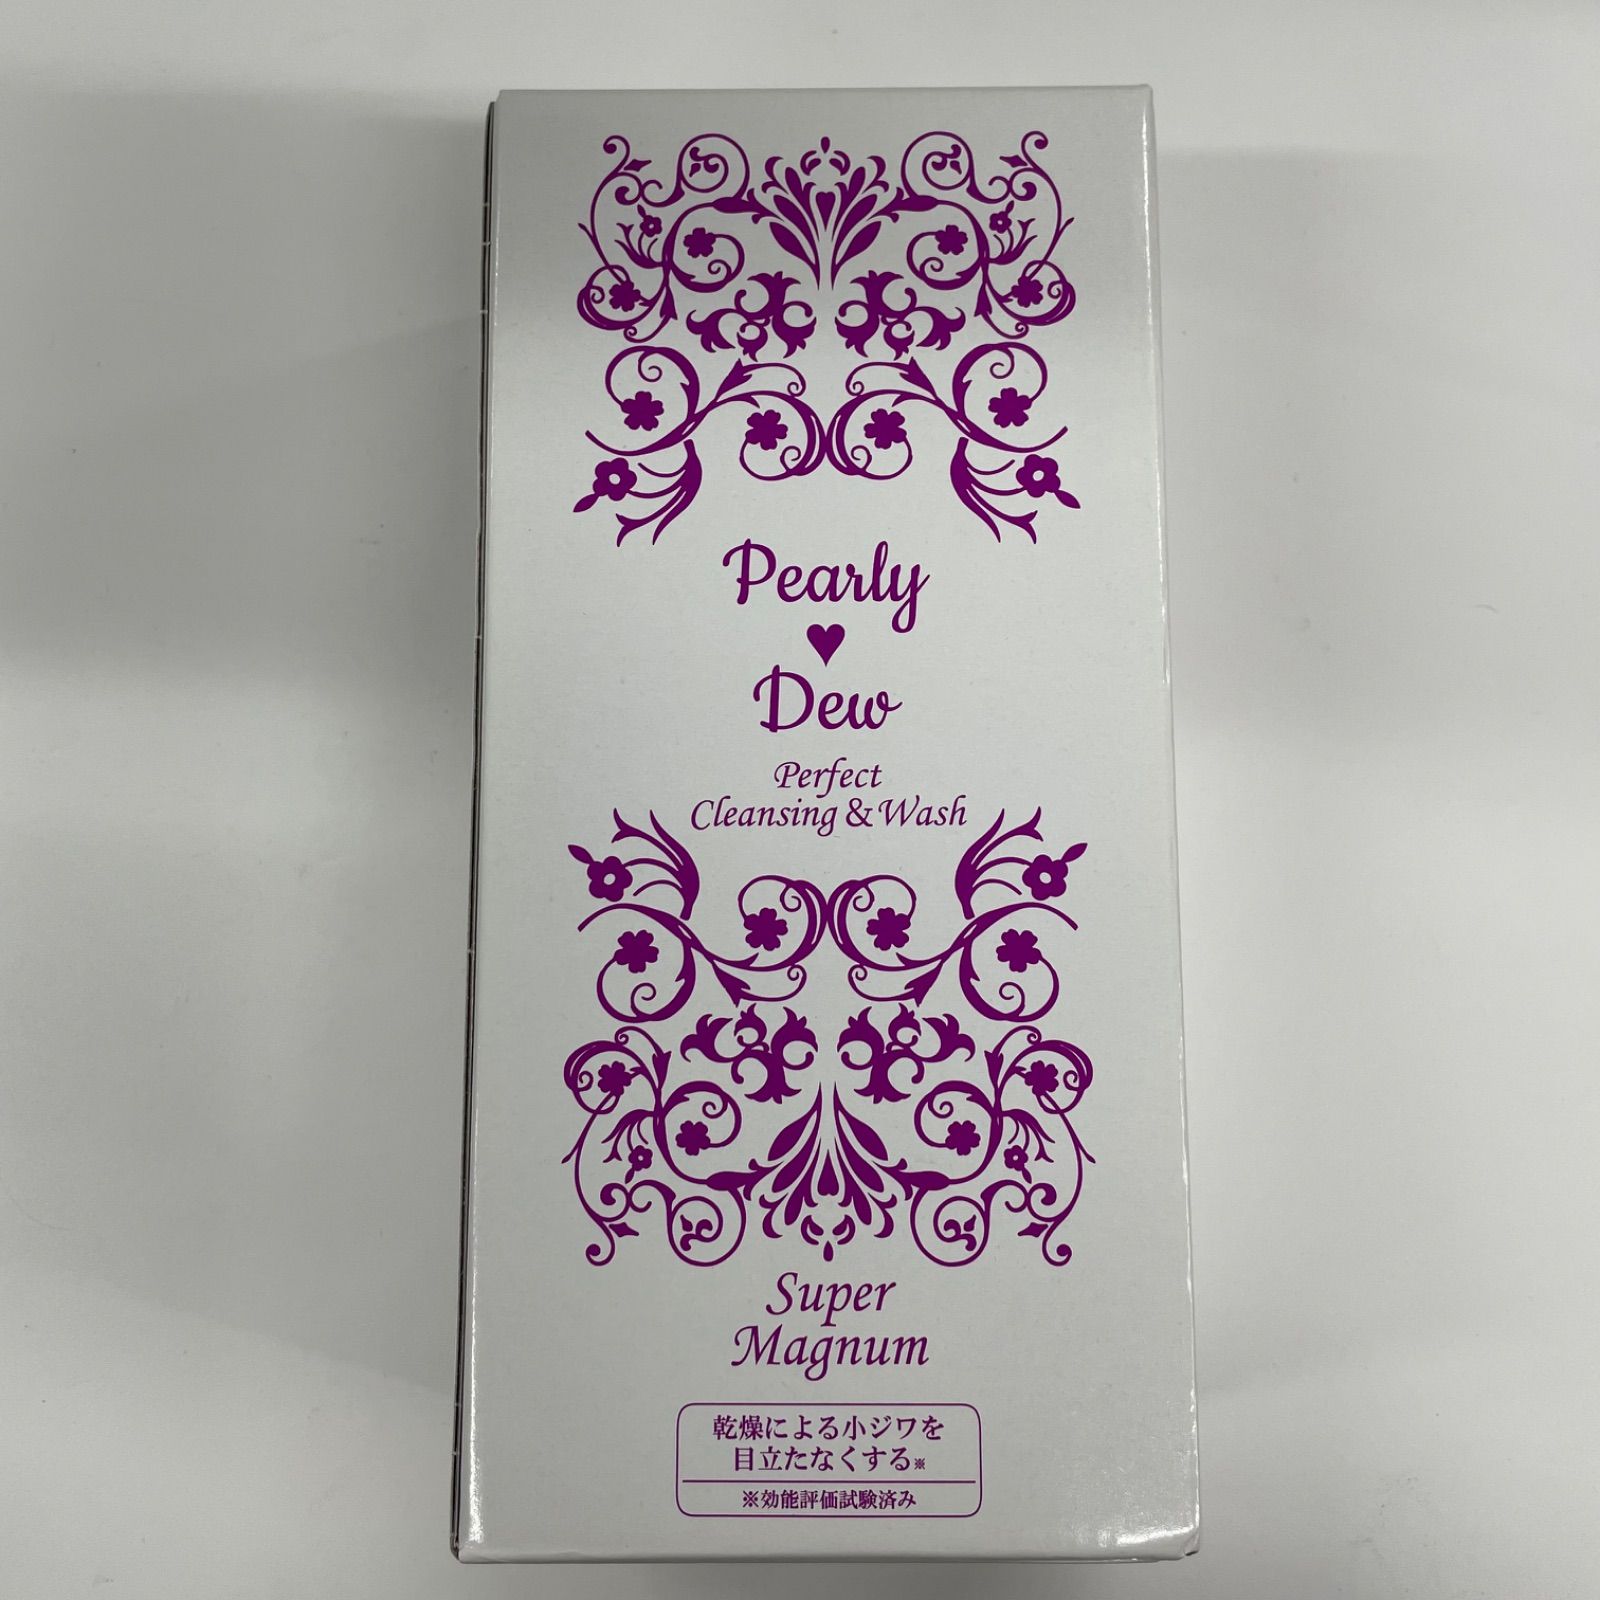 Pearly
♥
Dew
Perfect
Cleansing & Wash
Super
Magnum
乾燥による小ジワを
目立たなくする※
※効能評価試験済み